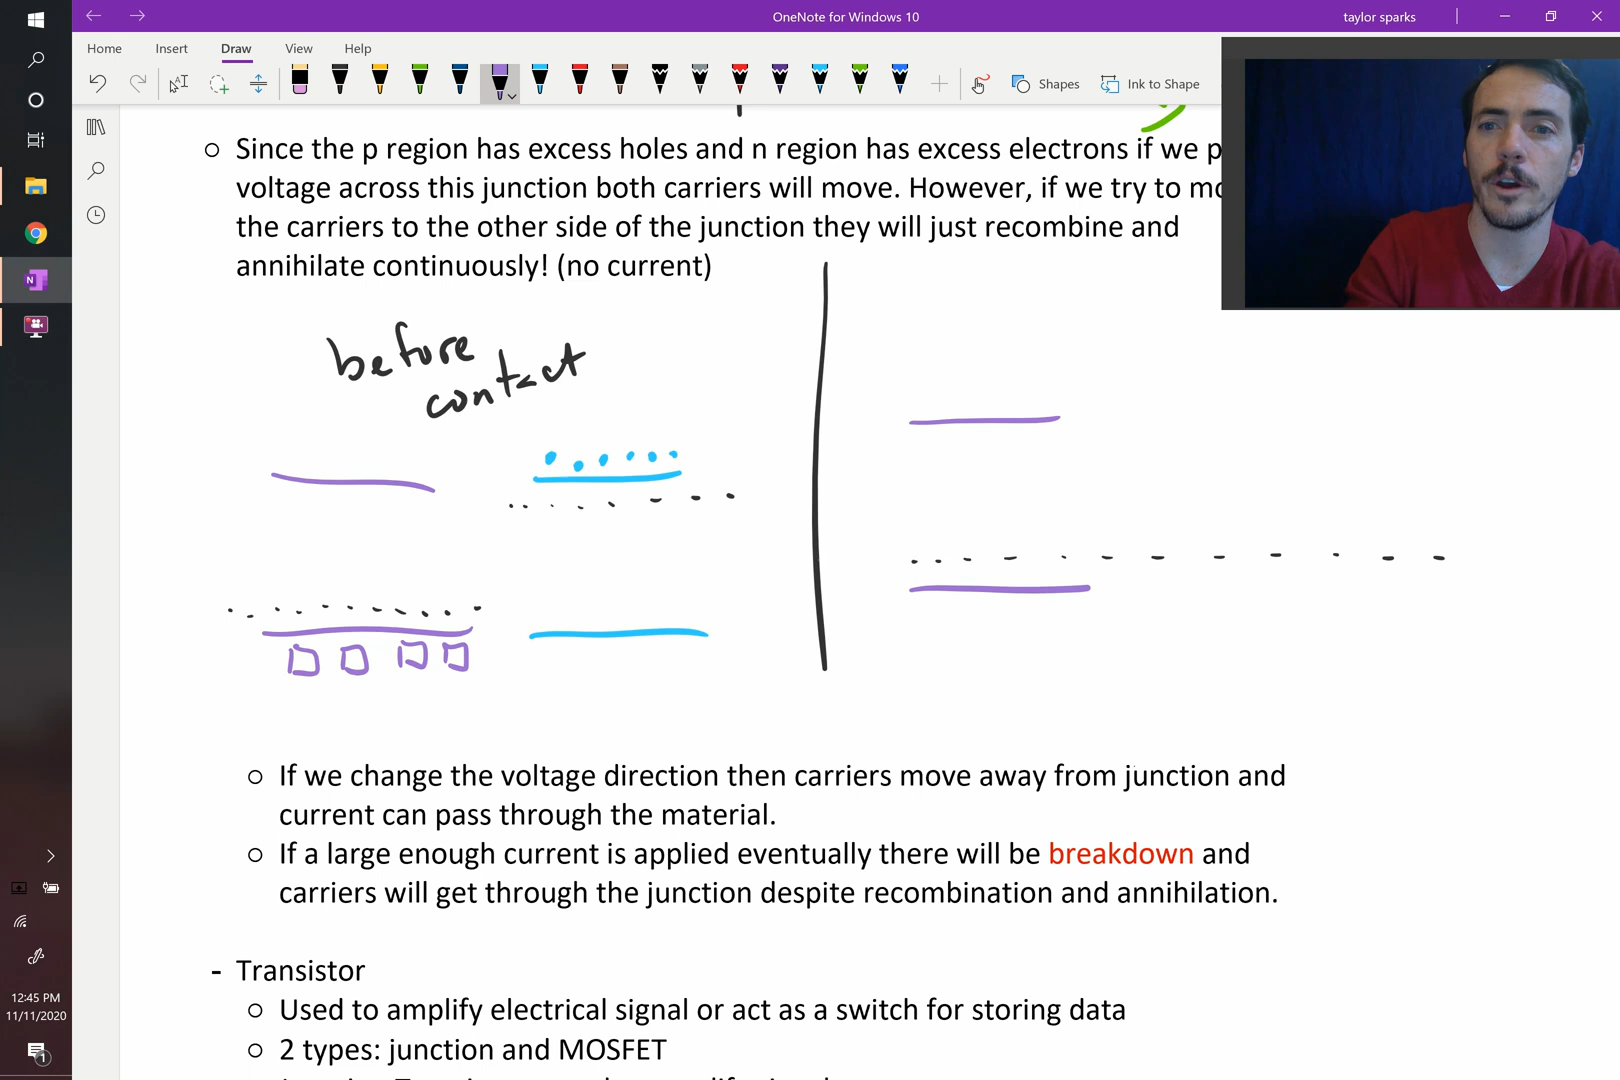 OneNote for Windows 10
taylor sparks
Home Insert Draw View Help
Shapes Ink to Shape
Since the p region has excess holes and n region has excess electrons if we p
voltage across this junction both carriers will move. However, if we try to mo
the carriers to the other side of the junction they will just recombine and
annihilate continuously! (no current)
before
contact
If we change the voltage direction then carriers move away from junction and
current can pass through the material.
If a large enough current is applied eventually there will be breakdown and
carriers will get through the junction despite recombination and annihilation.
- Transistor
Used to amplify electrical signal or act as a switch for storing data
2 types: junction and MOSFET
12:45 PM
11/11/2020
1